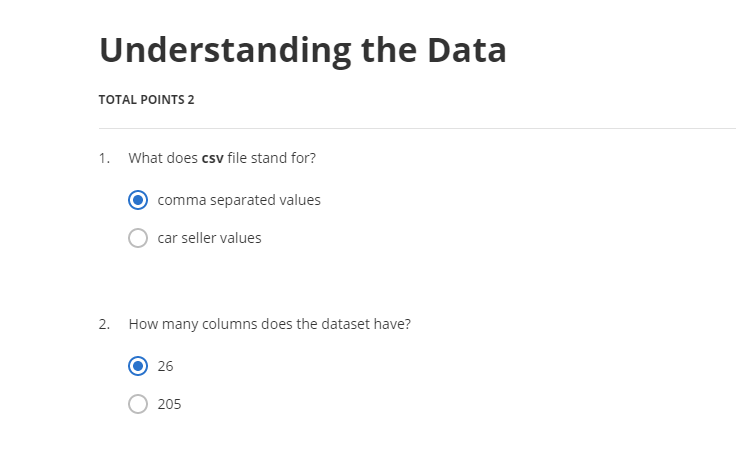 Understanding the Data
TOTAL POINTS 2
1. What does csv file stand for?
comma separated values
car seller values
2. How many columns does the dataset have?
26
205